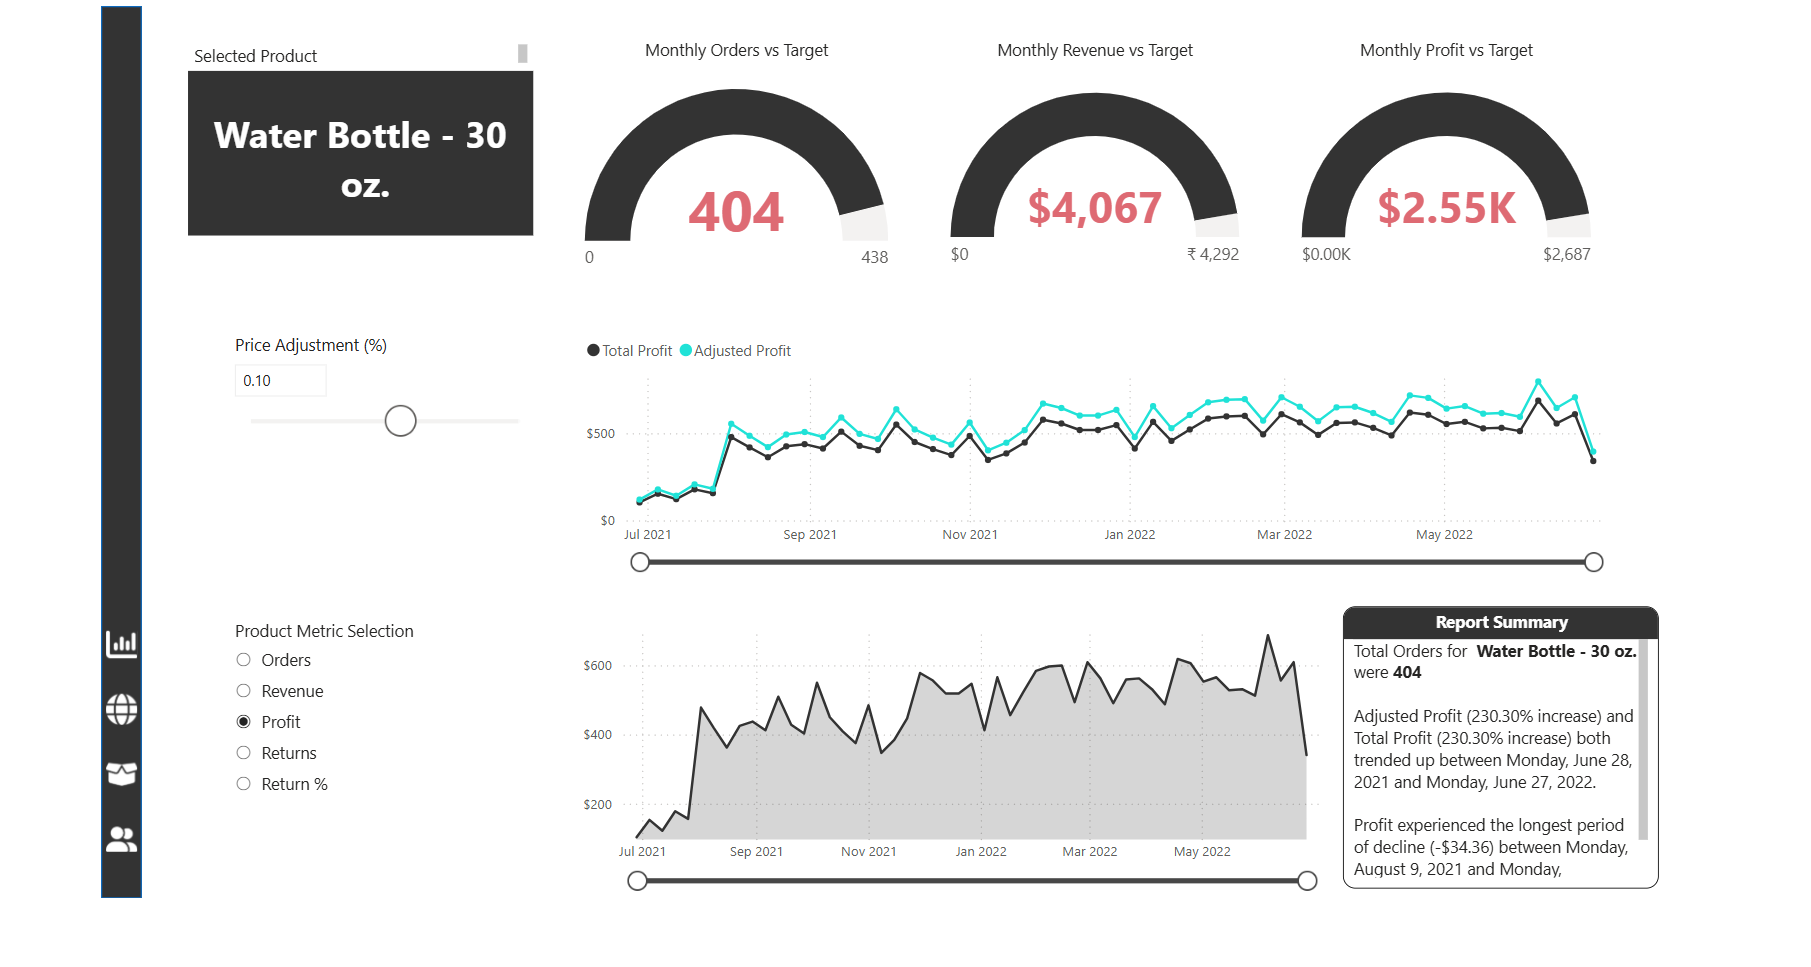 Selected Product
Water Bottle - 30
oz.
Monthly Orders vs Target
404
0
438
Monthly Revenue vs Target
$4,067
$0
₹ 4,292
Monthly Profit vs Target
$2.55K
$0.00K
$2,687
Price Adjustment (%)
0.10
Total Profit
Adjusted Profit
$500
$0
Jul 2021
Sep 2021
Nov 2021
Jan 2022
Mar 2022
May 2022
Product Metric Selection
Orders
Revenue
Profit
Returns
Return %
$600
$400
$200
Jul 2021
Sep 2021
Nov 2021
Jan 2022
Mar 2022
May 2022
Report Summary
Total Orders for Water Bottle - 30 oz.
were 404
Adjusted Profit (230.30% increase) and
Total Profit (230.30% increase) both
trended up between Monday, June 28,
2021 and Monday, June 27, 2022.
Profit experienced the longest period
of decline (-$34.36) between Monday,
August 9, 2021 and Monday,